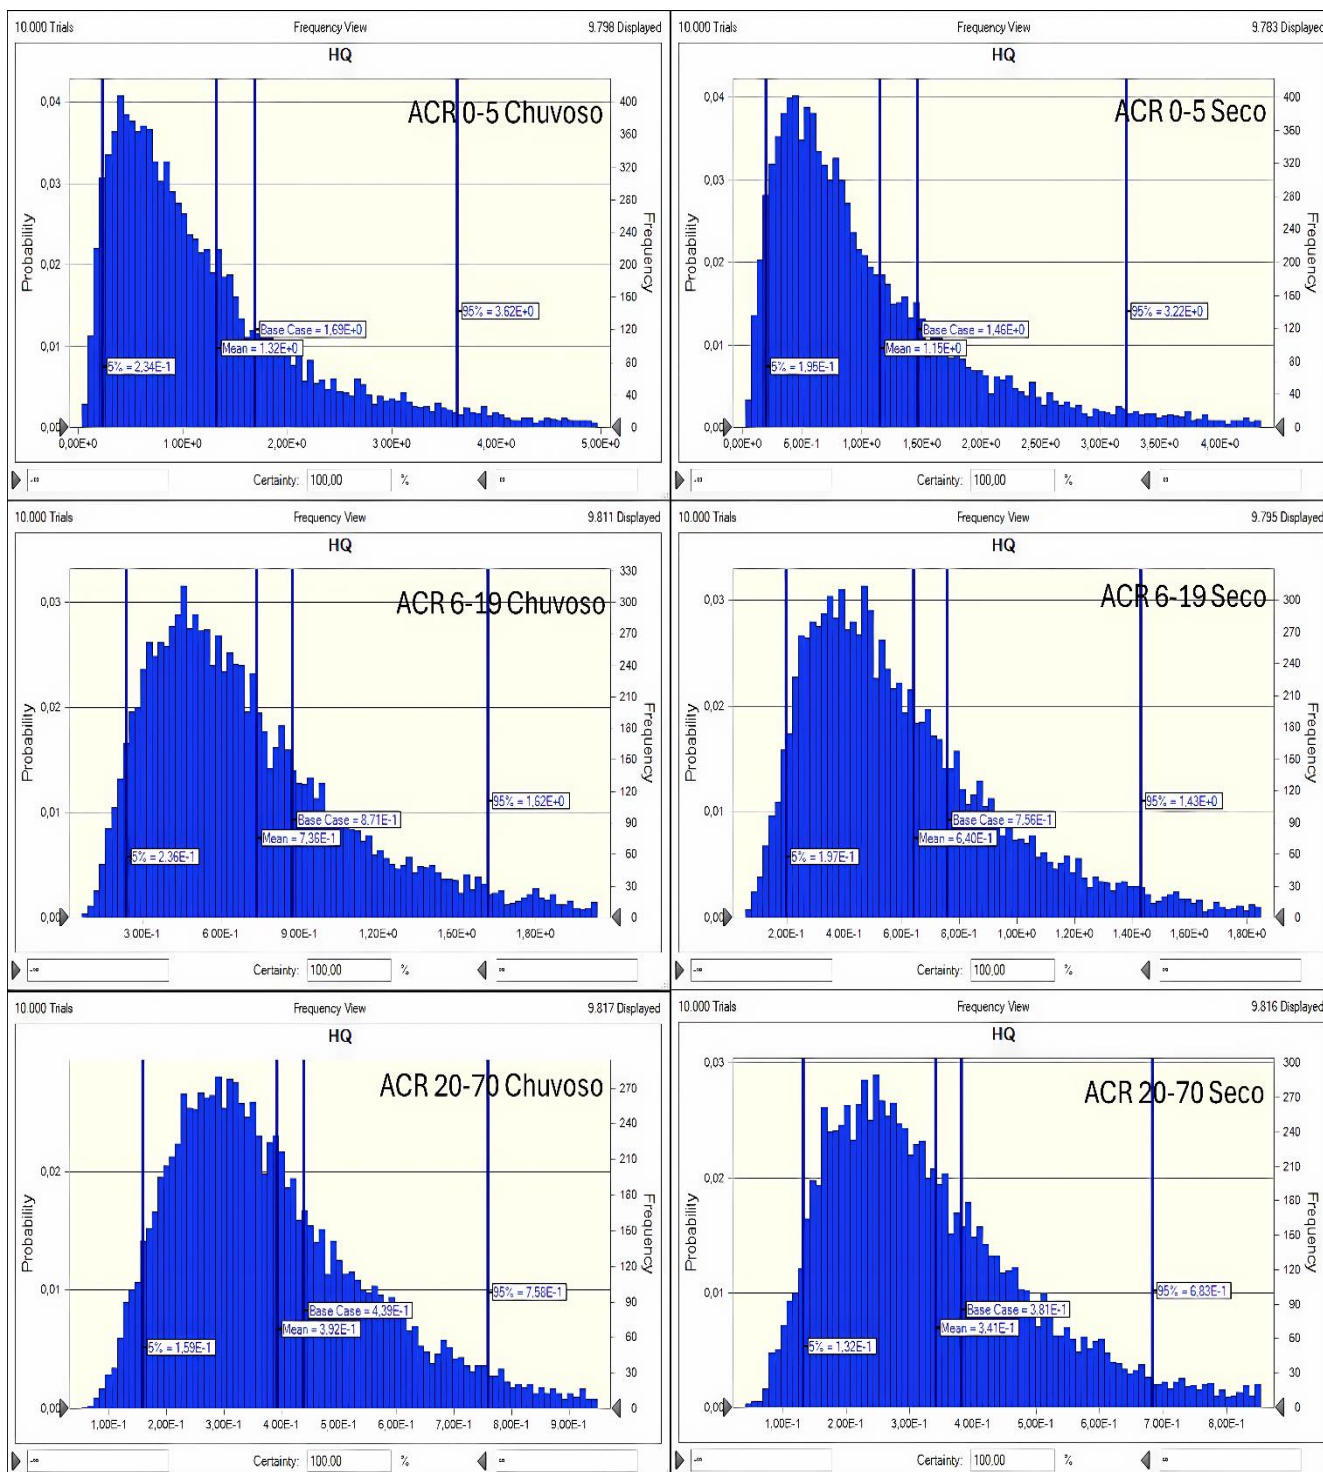 10.000 Trials Frequency View 9.798 Displayed
HQ
ACR 0-5 Chuvoso
0,04
0,03
0,02
0,01
0,00
Probability
400
360
320
280
240
200
160
120
80
40
0
Frequency
95% = 3.62E+0
Base Case = 1,69E+0
Mean = 1.32E+0
5% = 2,34E-1
0,00E+0 1,00E+0 2,00E+0 3,00E+0 4,00E+0 5,00E+0
-∞ Certainty: 100,00 % ∞
10.000 Trials Frequency View 9.783 Displayed
HQ
ACR 0-5 Seco
0,04
0,03
0,02
0,01
0,00
Probability
400
360
320
280
240
200
160
120
80
40
0
Frequency
95% = 3.22E+0
Base Case = 1,46E+0
Mean = 1.15E+0
5% = 1,95E-1
0,00E+0 6,00E-1 1,00E+0 1,50E+0 2,00E+0 2,50E+0 3,00E+0 3,50E+0 4,00E+0
-∞ Certainty: 100,00 % ∞
10.000 Trials Frequency View 9.811 Displayed
HQ
ACR 6-19 Chuvoso
0,03
0,02
0,01
0,00
Probability
330
300
270
240
210
180
150
120
90
60
30
0
Frequency
95% = 1,62E+0
Base Case = 8.71E-1
Mean = 7,36E-1
5% = 2.36E-1
3.00E-1 6 00E-1 9 00E-1 1,20E+0 1,60E+0 1,80E+0
-∞ Certainty: 100,00 % ∞
10.000 Trials Frequency View 9.795 Displayed
HQ
ACR 6-19 Seco
0,03
0,02
0,01
0,00
Probability
300
270
240
210
180
150
120
90
60
30
0
Frequency
95% = 1,43E+0
Base Case = 7.56E-1
Mean = 6,40E-1
5% = 1.97E-1
2,00E-1 4,00E-1 6,00E-1 8,00E-1 1,00E+0 1,20E+0 1,40E+0 1,60E+0 1,80E+0
-∞ Certainty: 100,00 % ∞
10.000 Trials Frequency View 9.817 Displayed
HQ
ACR 20-70 Chuvoso
0,02
0,01
0,00
Probability
270
240
210
180
150
120
90
60
30
0
Frequency
95% = 7,58E-1
Base Case = 4,39E-1
Mean = 3.92E-1
5% = 1,59E-1
1,00E-1 2,00E-1 3,00E-1 4,00E-1 5,00E-1 6,00E-1 7,00E-1 8,00E-1 9,00E-1
-∞ Certainty: 100.00 % ∞
10.000 Trials Frequency View 9.816 Displayed
HQ
ACR 20-70 Seco
0,03
0,02
0,01
0,00
Probability
300
270
240
210
180
150
120
90
60
30
0
Frequency
95% = 6,83E-1
Base Case = 3.81E-1
Mean = 3,41E-1
5% = 1,32E-1
1,00E-1 2,00E-1 3,00E-1 4,00E-1 5,00E-1 6,00E-1 7,00E-1 8,00E-1
-∞ Certainty: 100.00 % ∞